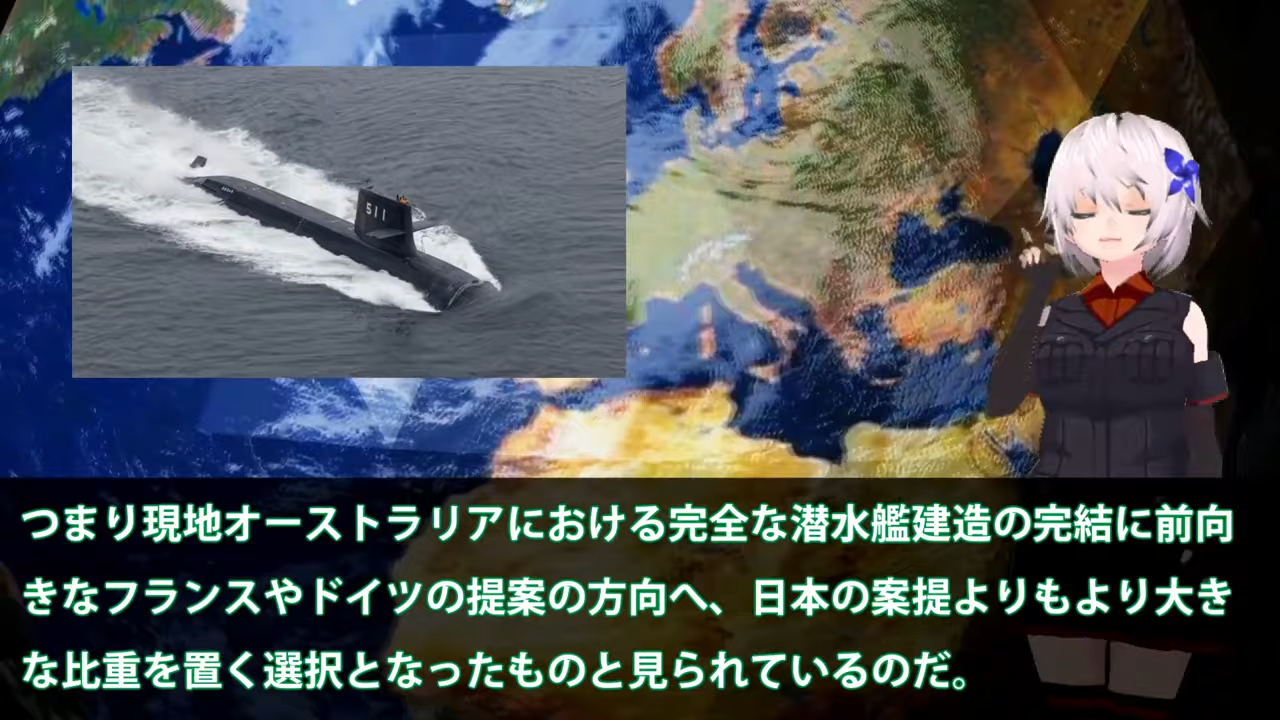 511
つまり現地オーストラリアにおける完全な潜水艦建造の完結に前向
きなフランスやドイツの提案の方向へ、日本の案提よりもより大き
な比重を置く選択となったものと見られているのだ。